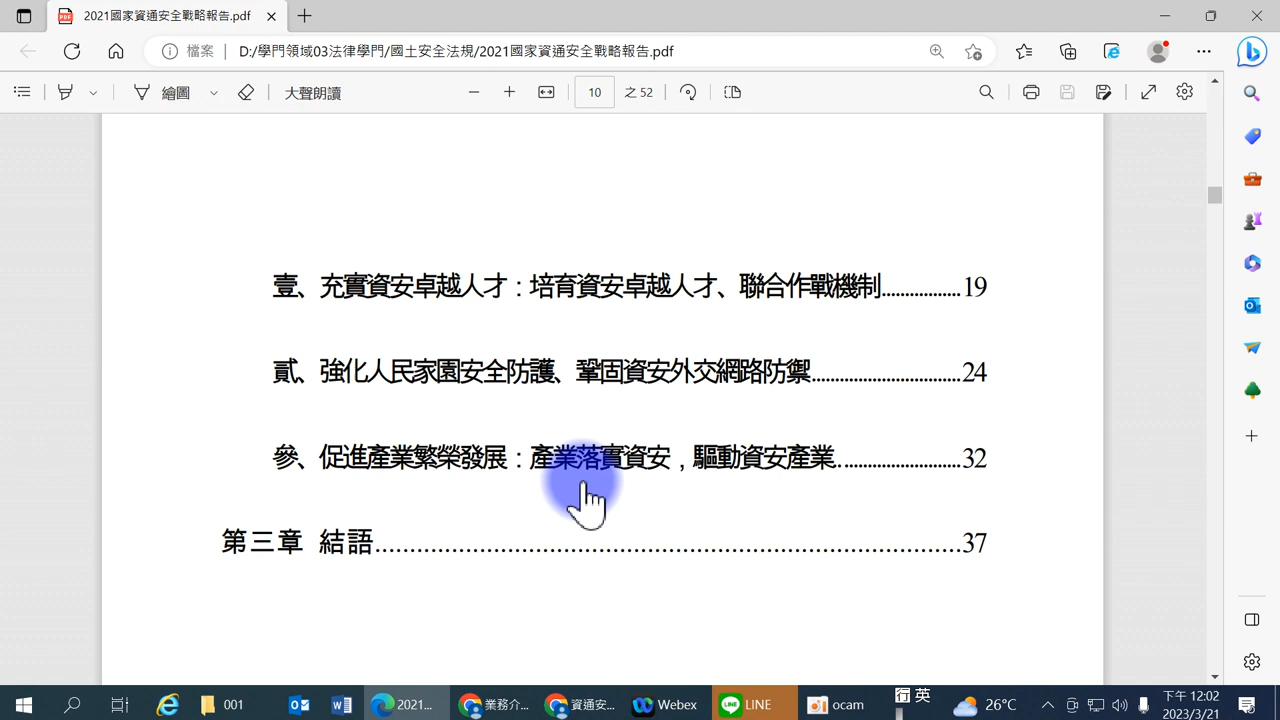 2021國家資通安全戰略報告.pdf
檔案 | D:/學門領域03法律學門/國土安全法規/2021國家資通安全戰略報告.pdf
繪圖 大聲朗讀 10 之 52
壹、充實資安卓越人才：培育資安卓越人才、聯合作戰機制.................19
貳、強化人民家園安全防護、鞏固資安外交網路防禦................................24
參、促進產業繁榮發展：產業落實資安，驅動資安產業...........................32
第三章 結語....................................................................................37
001 2021... 業務介... 資通安... Webex LINE ocam 行 英 26°C 下午 12:02
2023/3/21